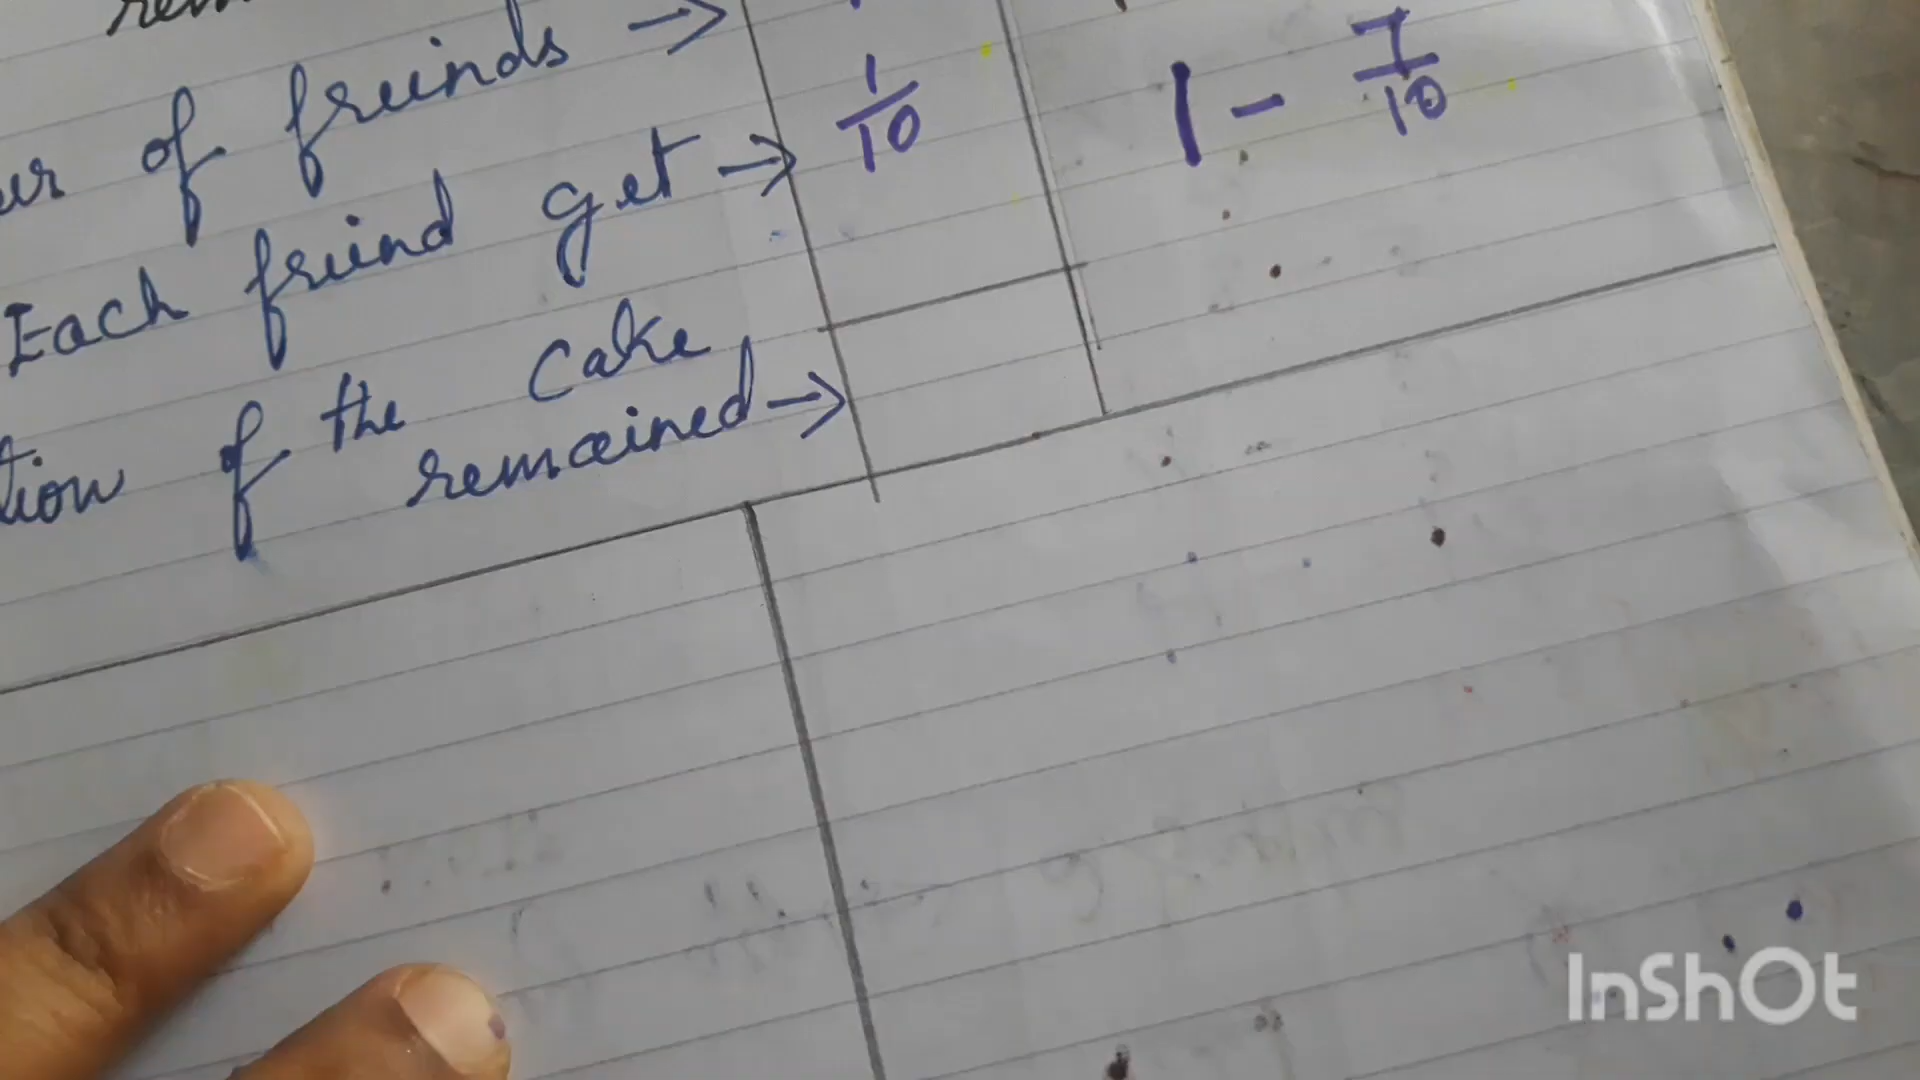 of friends →
Each friend get → 1/10
1 - 7/10
of the cake
remained →
InShOt